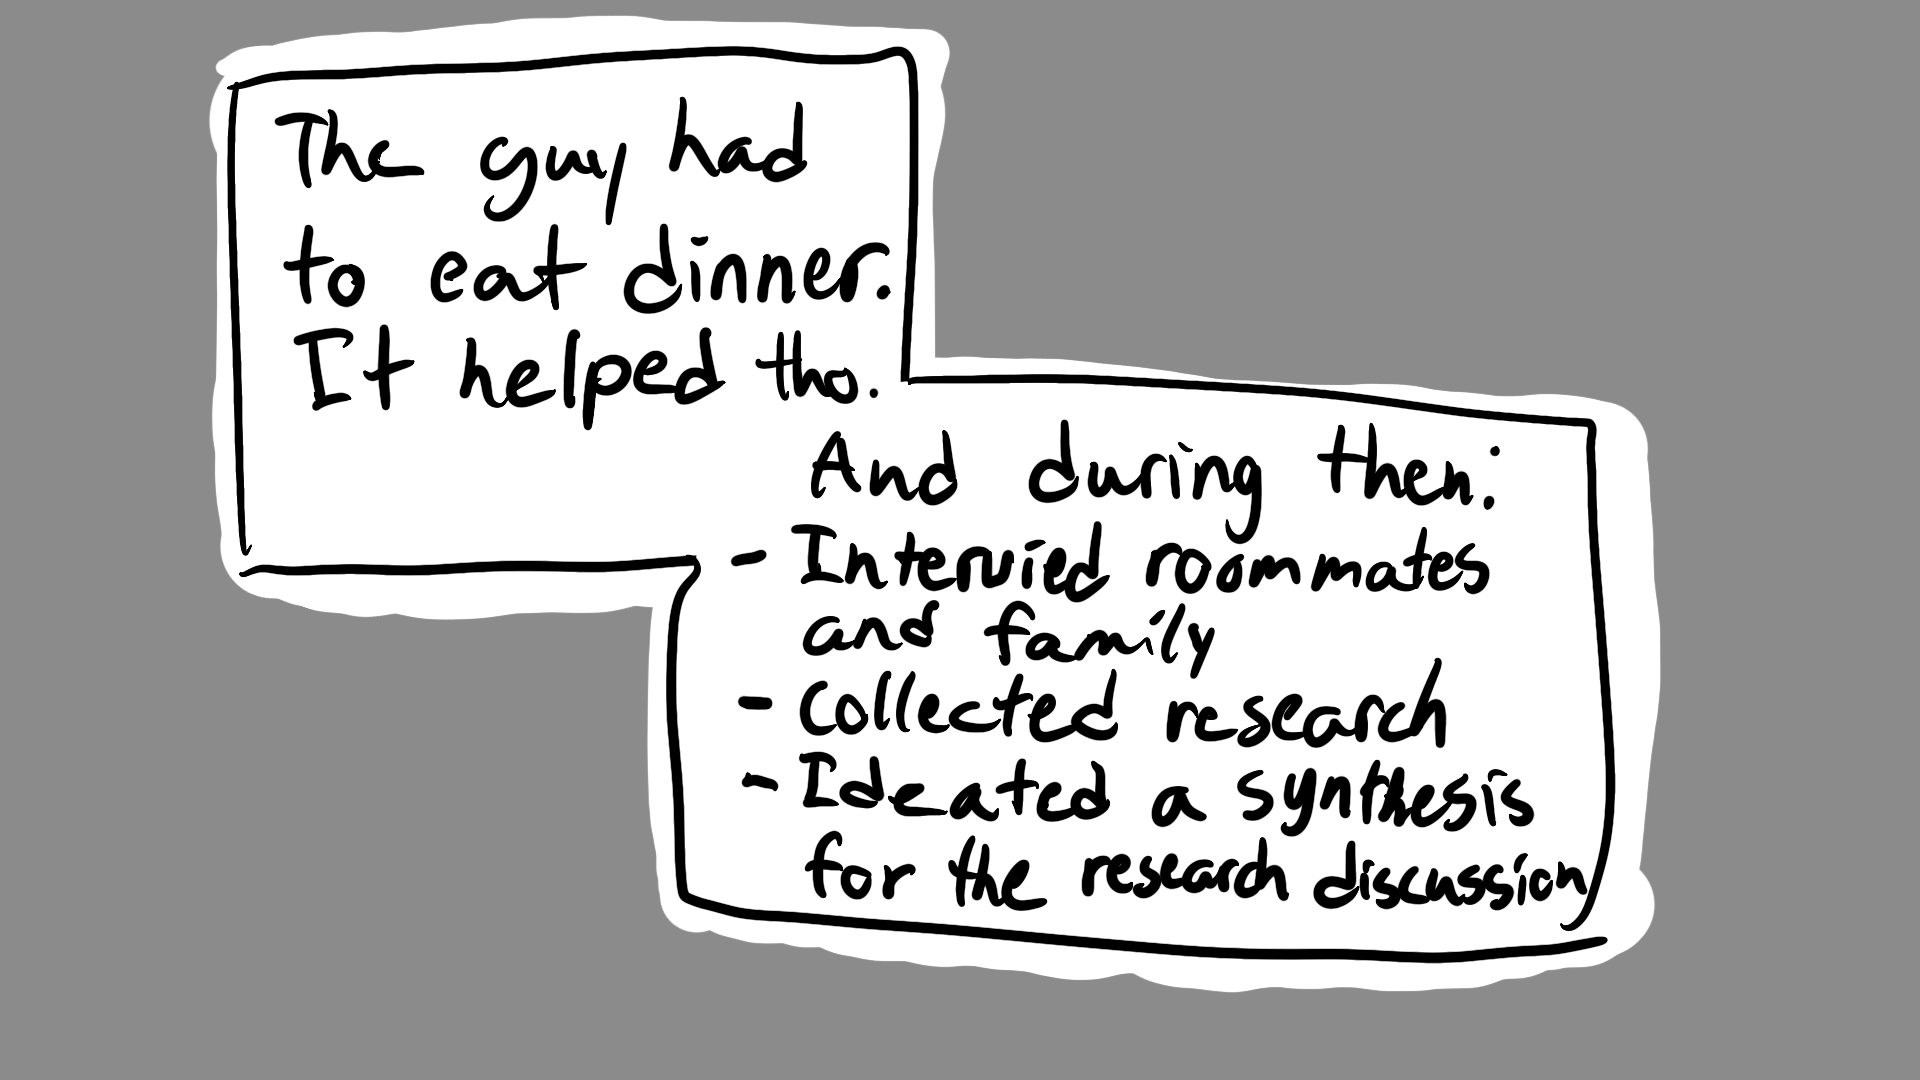 The guy had
to eat dinner.
It helped tho.
And during then:
- Intervied roommates
and family
- Collected research
- Ideated a synthesis
for the research discussion